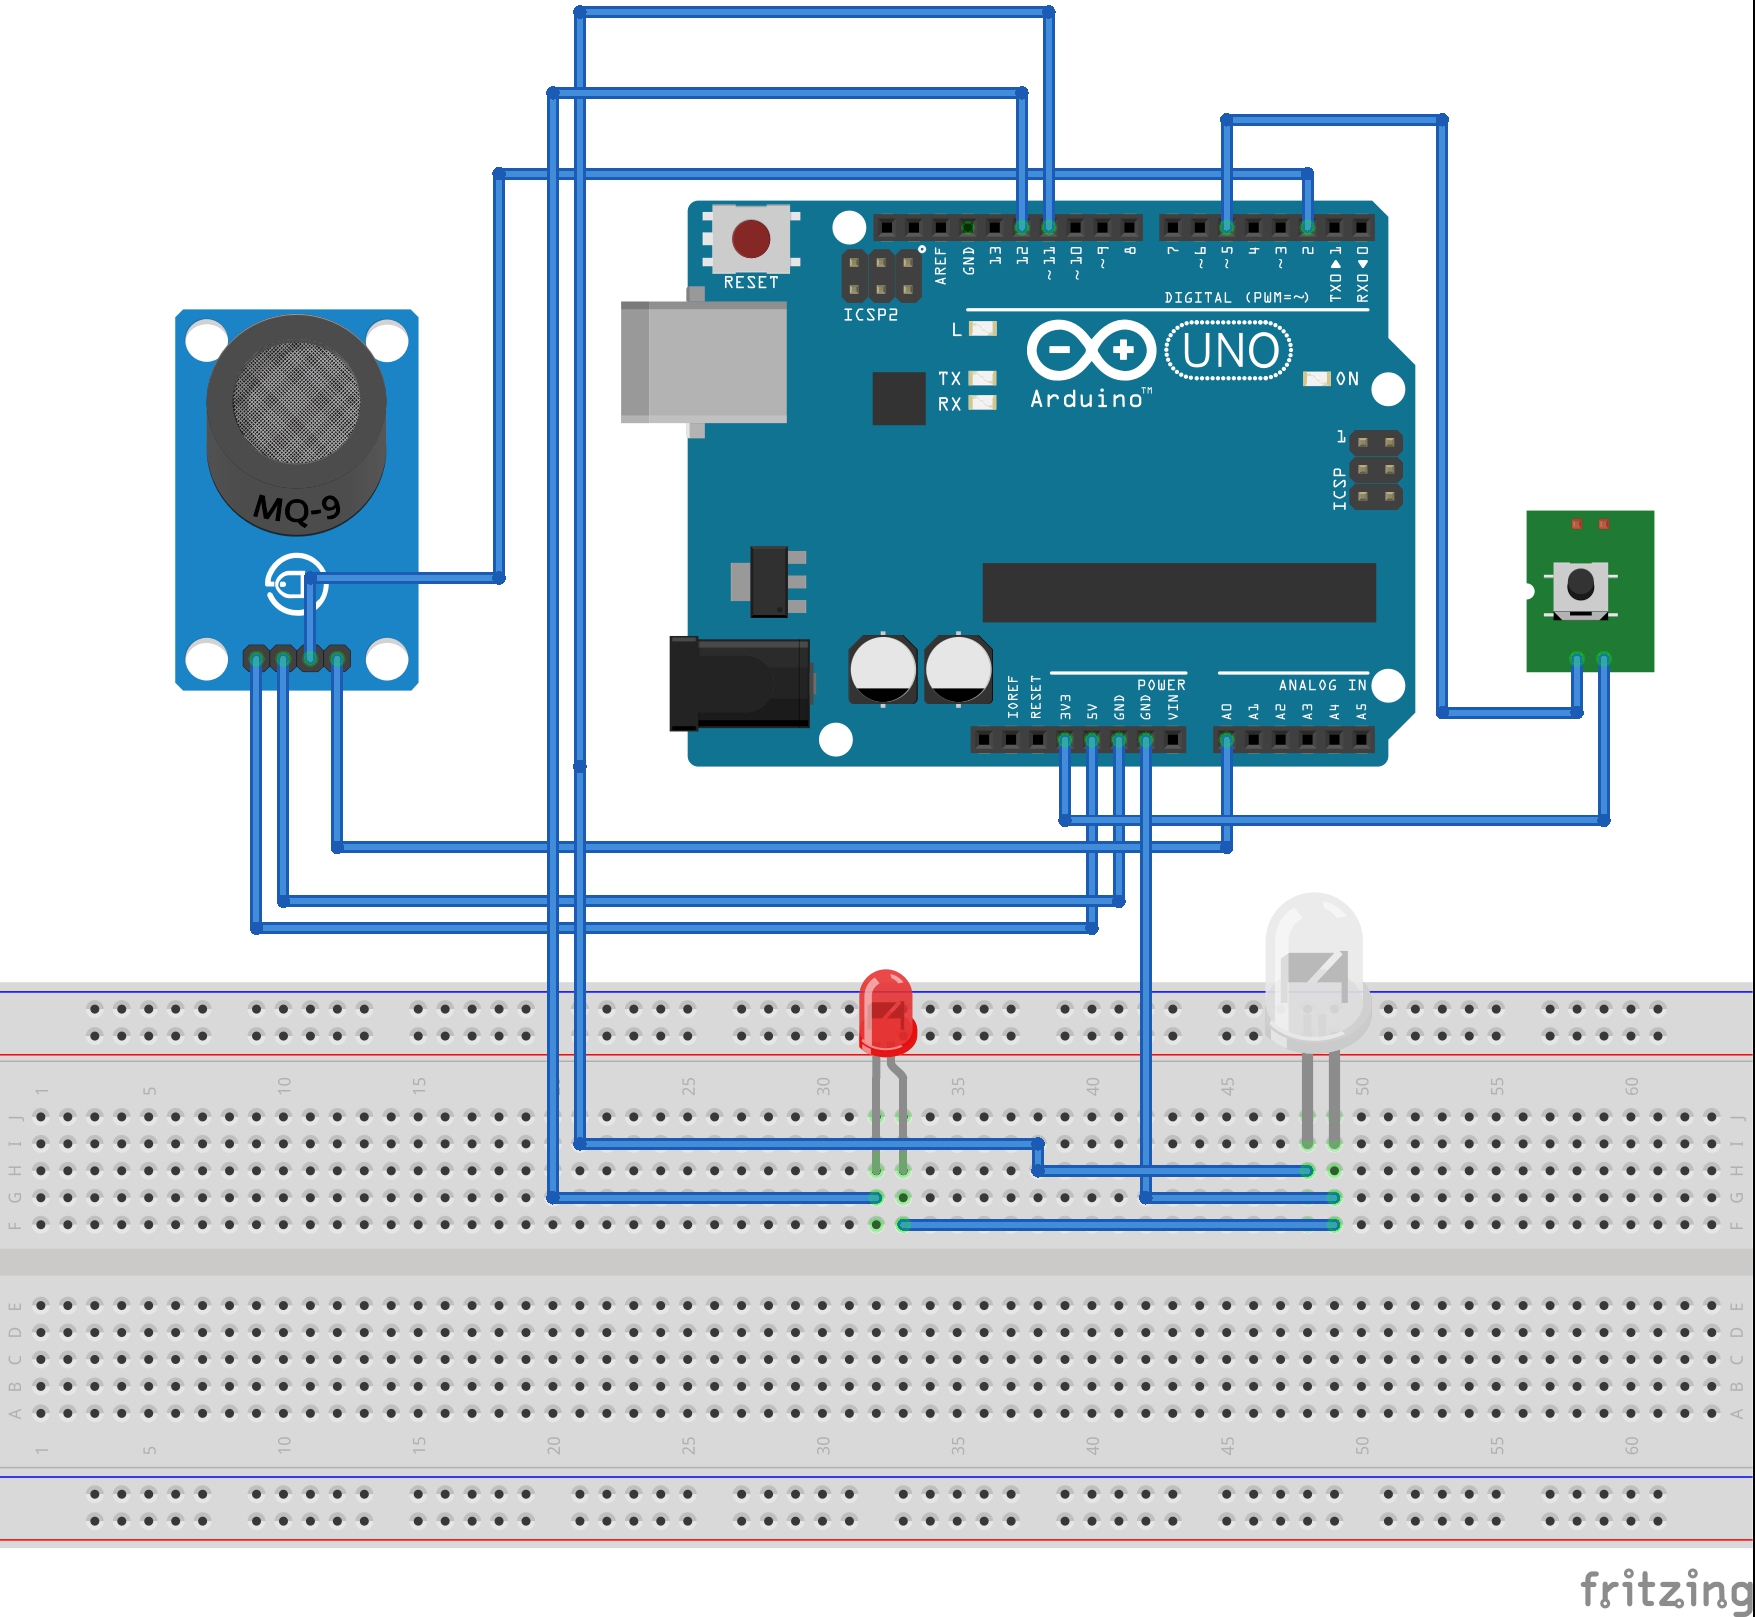 RESET
ICSP2
AREF
GND
13
12
~11
~10
~9
8
7
~6
~5
4
~3
2
TX0▶1
RX0◀0
DIGITAL (PWM=~)
L
TX
RX
UNO
Arduino™
ON
1
ICSP
MQ-9
IOREF
RESET
3V3
5V
GND
GND
VIN
POWER
A0
A1
A2
A3
A4
A5
ANALOG IN
1 5 10 15 25 30 35 40 45 50 55 60
J J
I I
H H
G G
F F
E E
D D
C C
B B
A A
1 5 10 15 20 25 30 35 40 45 50 55 60
fritzing